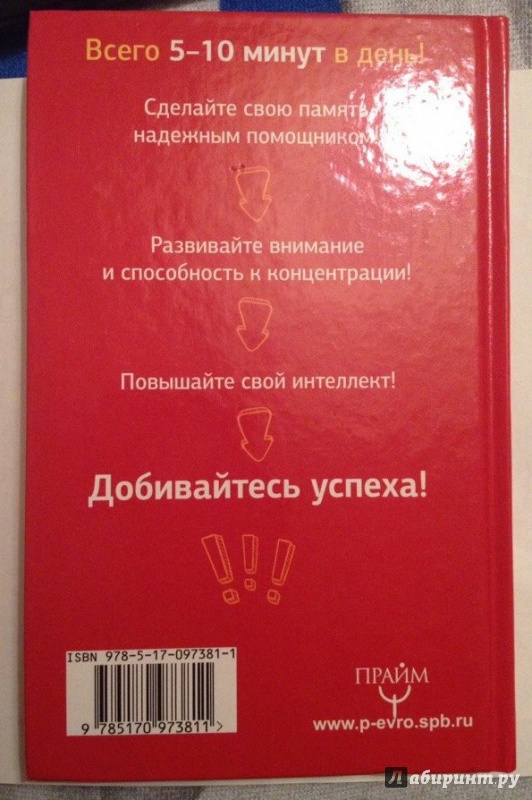 Всего 5–10 минут в день!
Сделайте свою память
надежным помощником
Развивайте внимание
и способность к концентрации!
Повышайте свой интеллект!
Добивайтесь успеха!
!!!
ISBN 978-5-17-097381-1
9 785170 973811 >
ПРАЙМ
www.p-evro.spb.ru
Лабиринт.ру